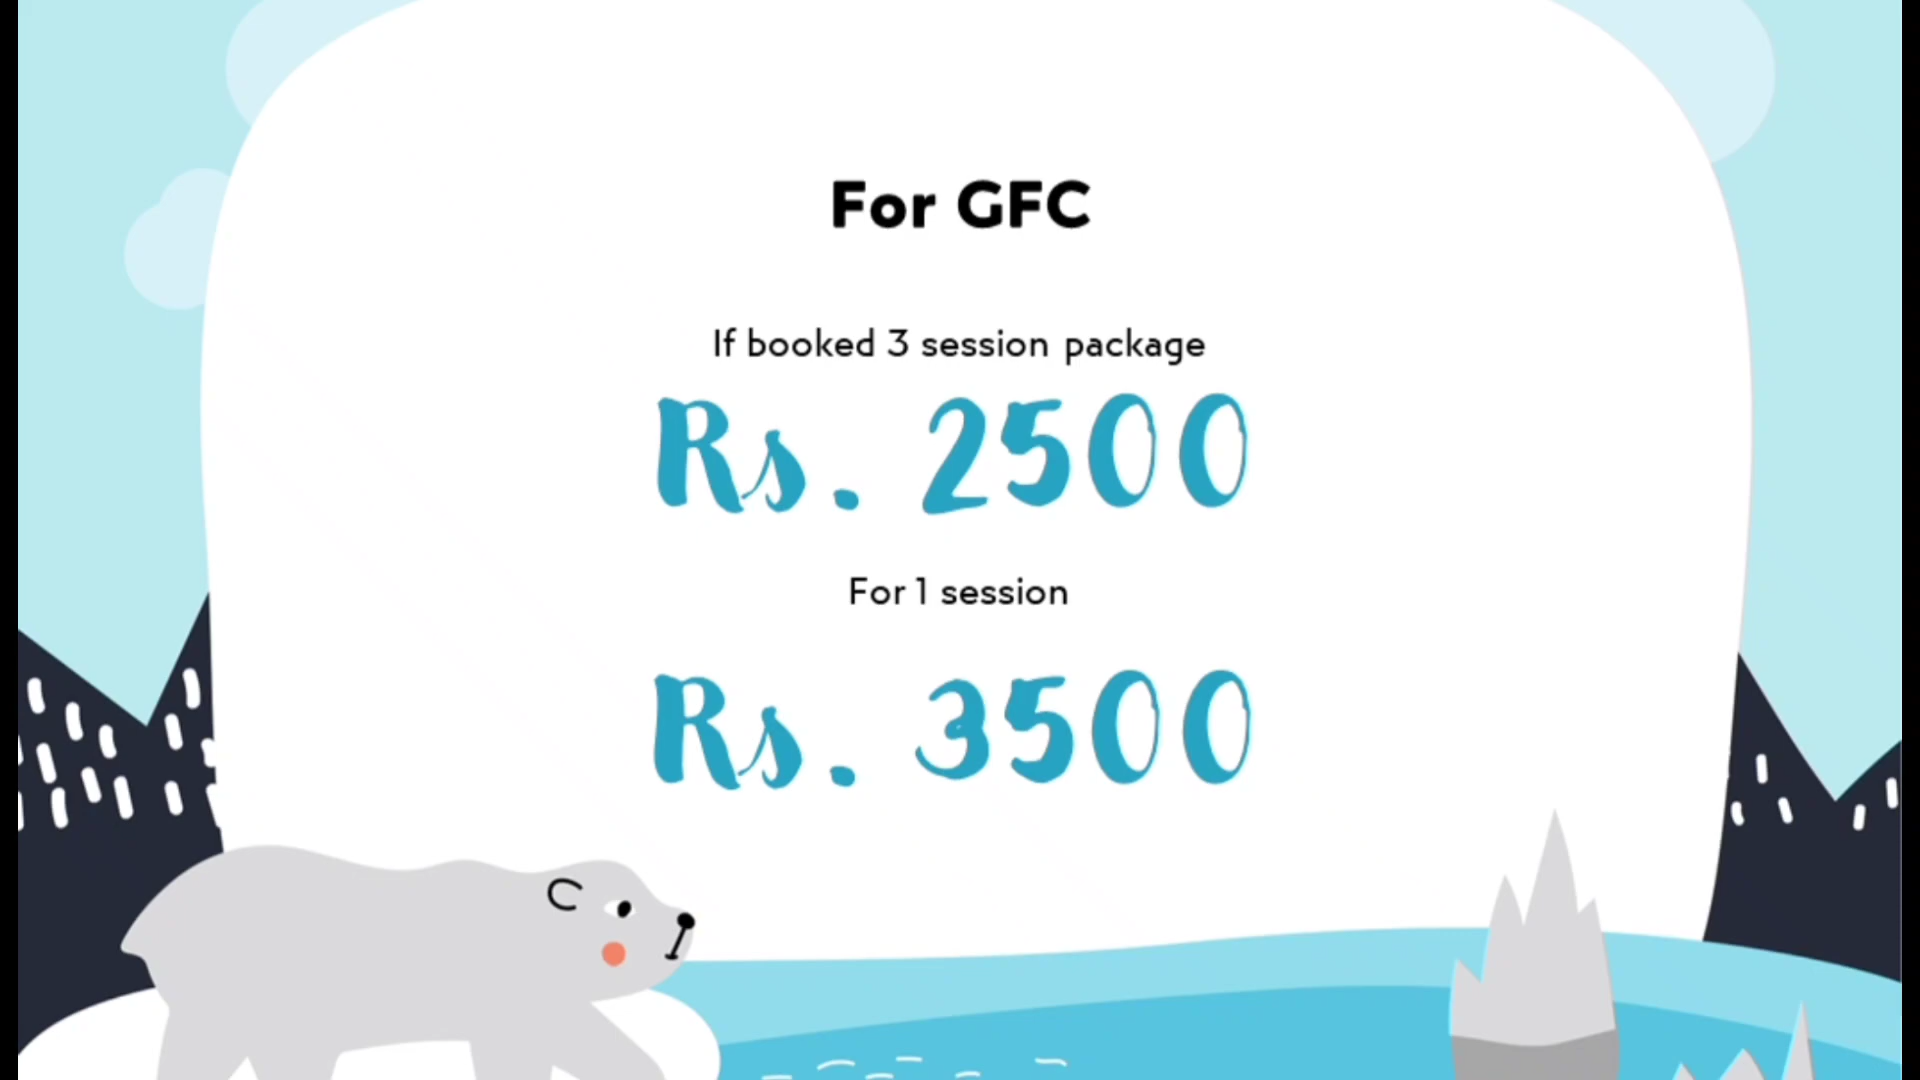 For GFC
If booked 3 session package
Rs. 2500
For 1 session
Rs. 3500